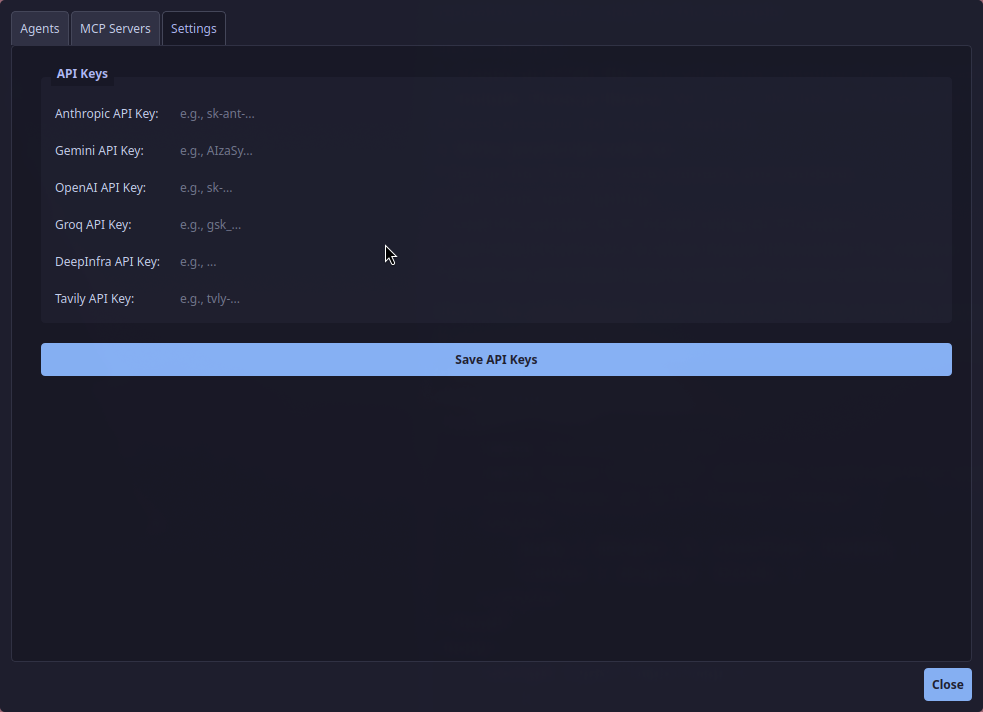 Agents MCP Servers Settings
API Keys
Anthropic API Key: e.g., sk-ant-...
Gemini API Key: e.g., AIzaSy...
OpenAI API Key: e.g., sk-...
Groq API Key: e.g., gsk_...
DeepInfra API Key: e.g., ...
Tavily API Key: e.g., tvly-...
Save API Keys
Close